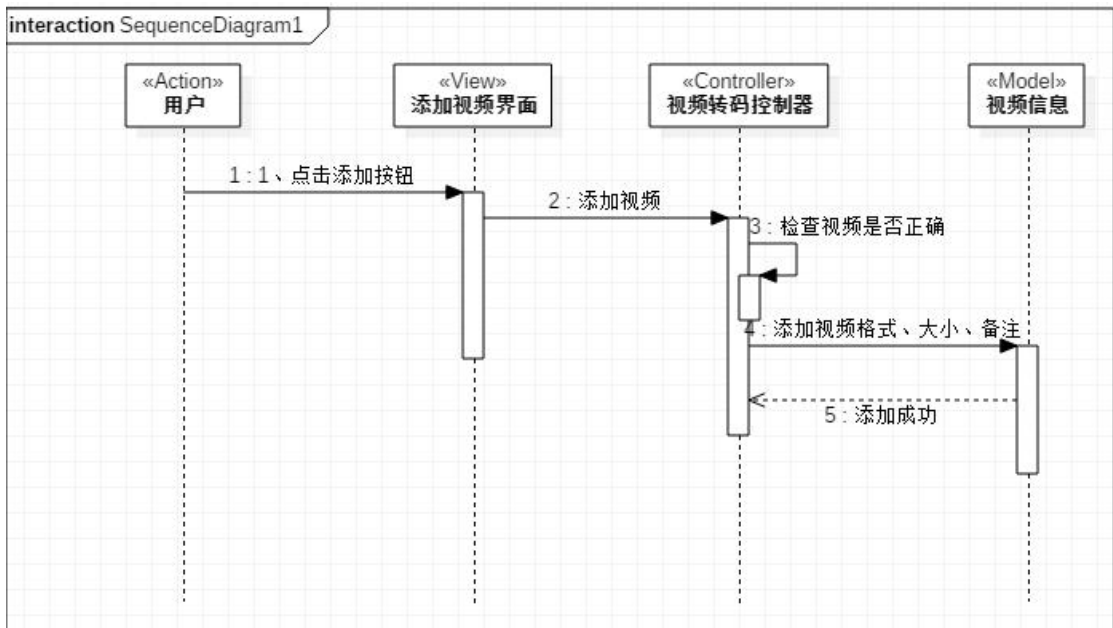 interaction SequenceDiagram1
«Action»
用户
«View»
添加视频界面
«Controller»
视频转码控制器
«Model»
视频信息
1 : 1、点击添加按钮
2 : 添加视频
3 : 检查视频是否正确
4 : 添加视频格式、大小、备注
5 : 添加成功